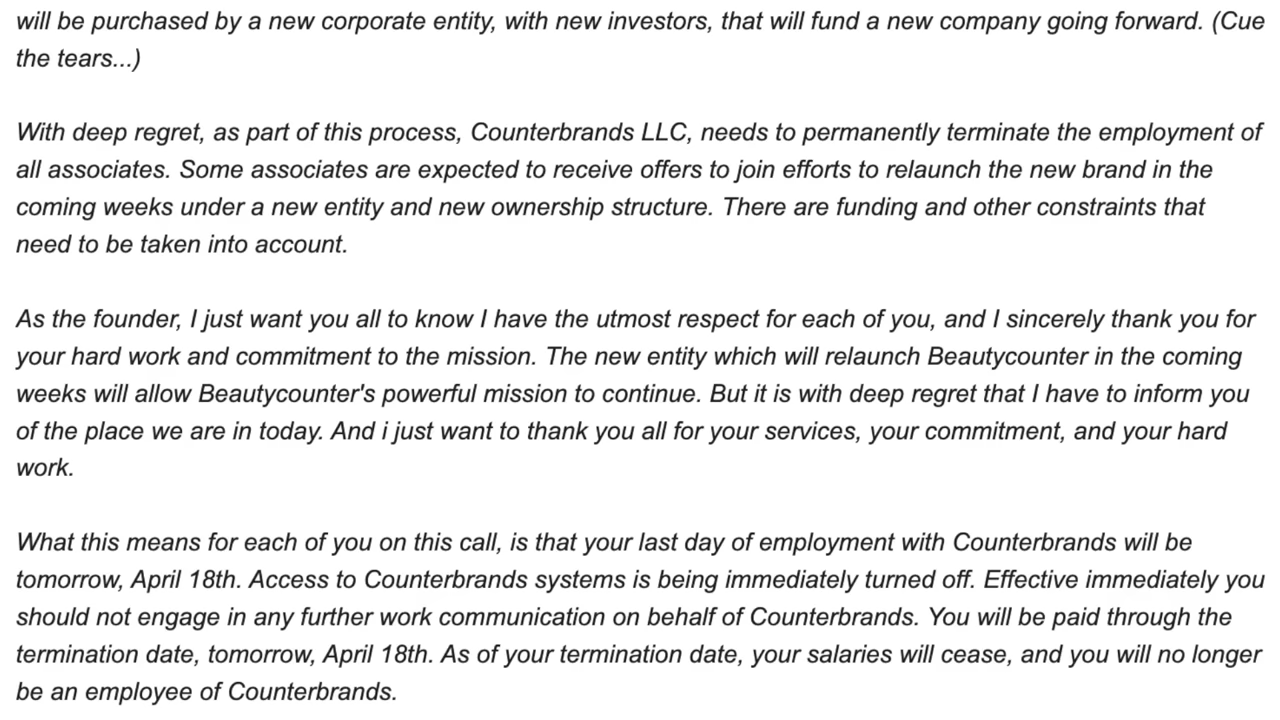 will be purchased by a new corporate entity, with new investors, that will fund a new company going forward. (Cue
the tears...)
With deep regret, as part of this process, Counterbrands LLC, needs to permanently terminate the employment of
all associates. Some associates are expected to receive offers to join efforts to relaunch the new brand in the
coming weeks under a new entity and new ownership structure. There are funding and other constraints that
need to be taken into account.
As the founder, I just want you all to know I have the utmost respect for each of you, and I sincerely thank you for
your hard work and commitment to the mission. The new entity which will relaunch Beautycounter in the coming
weeks will allow Beautycounter's powerful mission to continue. But it is with deep regret that I have to inform you
of the place we are in today. And i just want to thank you all for your services, your commitment, and your hard
work.
What this means for each of you on this call, is that your last day of employment with Counterbrands will be
tomorrow, April 18th. Access to Counterbrands systems is being immediately turned off. Effective immediately you
should not engage in any further work communication on behalf of Counterbrands. You will be paid through the
termination date, tomorrow, April 18th. As of your termination date, your salaries will cease, and you will no longer
be an employee of Counterbrands.